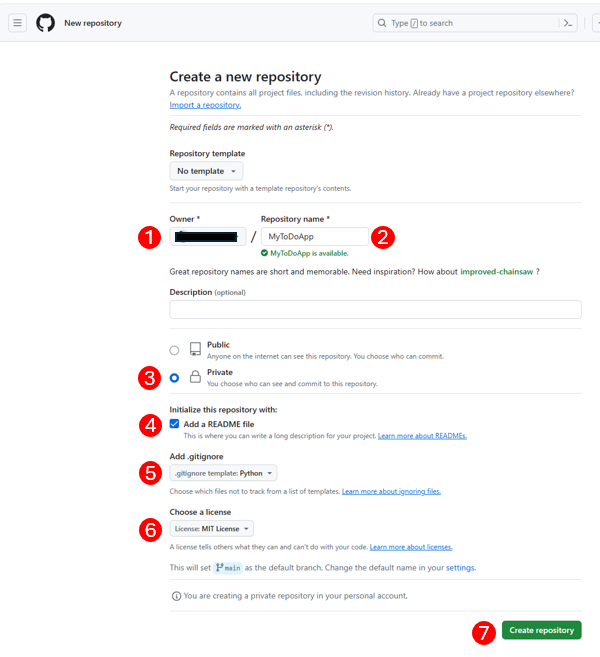 New repository
Type / to search
Create a new repository
A repository contains all project files, including the revision history. Already have a project repository elsewhere?
Import a repository.
Required fields are marked with an asterisk (*).
Repository template
No template
Start your repository with a template repository's contents.
Owner *
Repository name *
1
/
MyToDoApp
2
MyToDoApp is available.
Great repository names are short and memorable. Need inspiration? How about improved-chainsaw ?
Description (optional)
Public
Anyone on the internet can see this repository. You choose who can commit.
3
Private
You choose who can see and commit to this repository.
Initialize this repository with:
4
Add a README file
This is where you can write a long description for your project. Learn more about READMEs.
Add .gitignore
5
.gitignore template: Python
Choose which files not to track from a list of templates. Learn more about ignoring files.
Choose a license
6
License: MIT License
A license tells others what they can and can't do with your code. Learn more about licenses.
This will set main as the default branch. Change the default name in your settings.
You are creating a private repository in your personal account.
7
Create repository